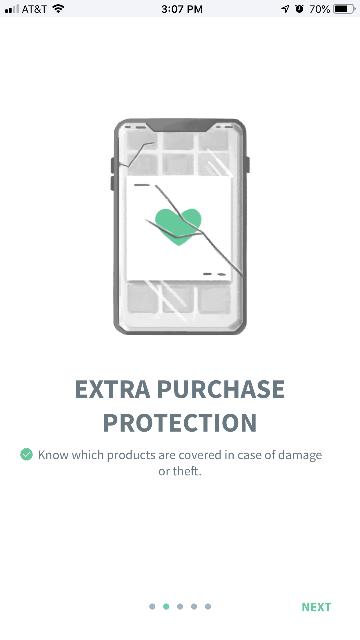 AT&T 3:07 PM 70%
EXTRA PURCHASE
PROTECTION
Know which products are covered in case of damage
or theft.
NEXT